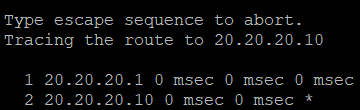 Type escape sequence to abort.
Tracing the route to 20.20.20.10
1 20.20.20.1 0 msec 0 msec 0 msec
2 20.20.20.10 0 msec 0 msec *